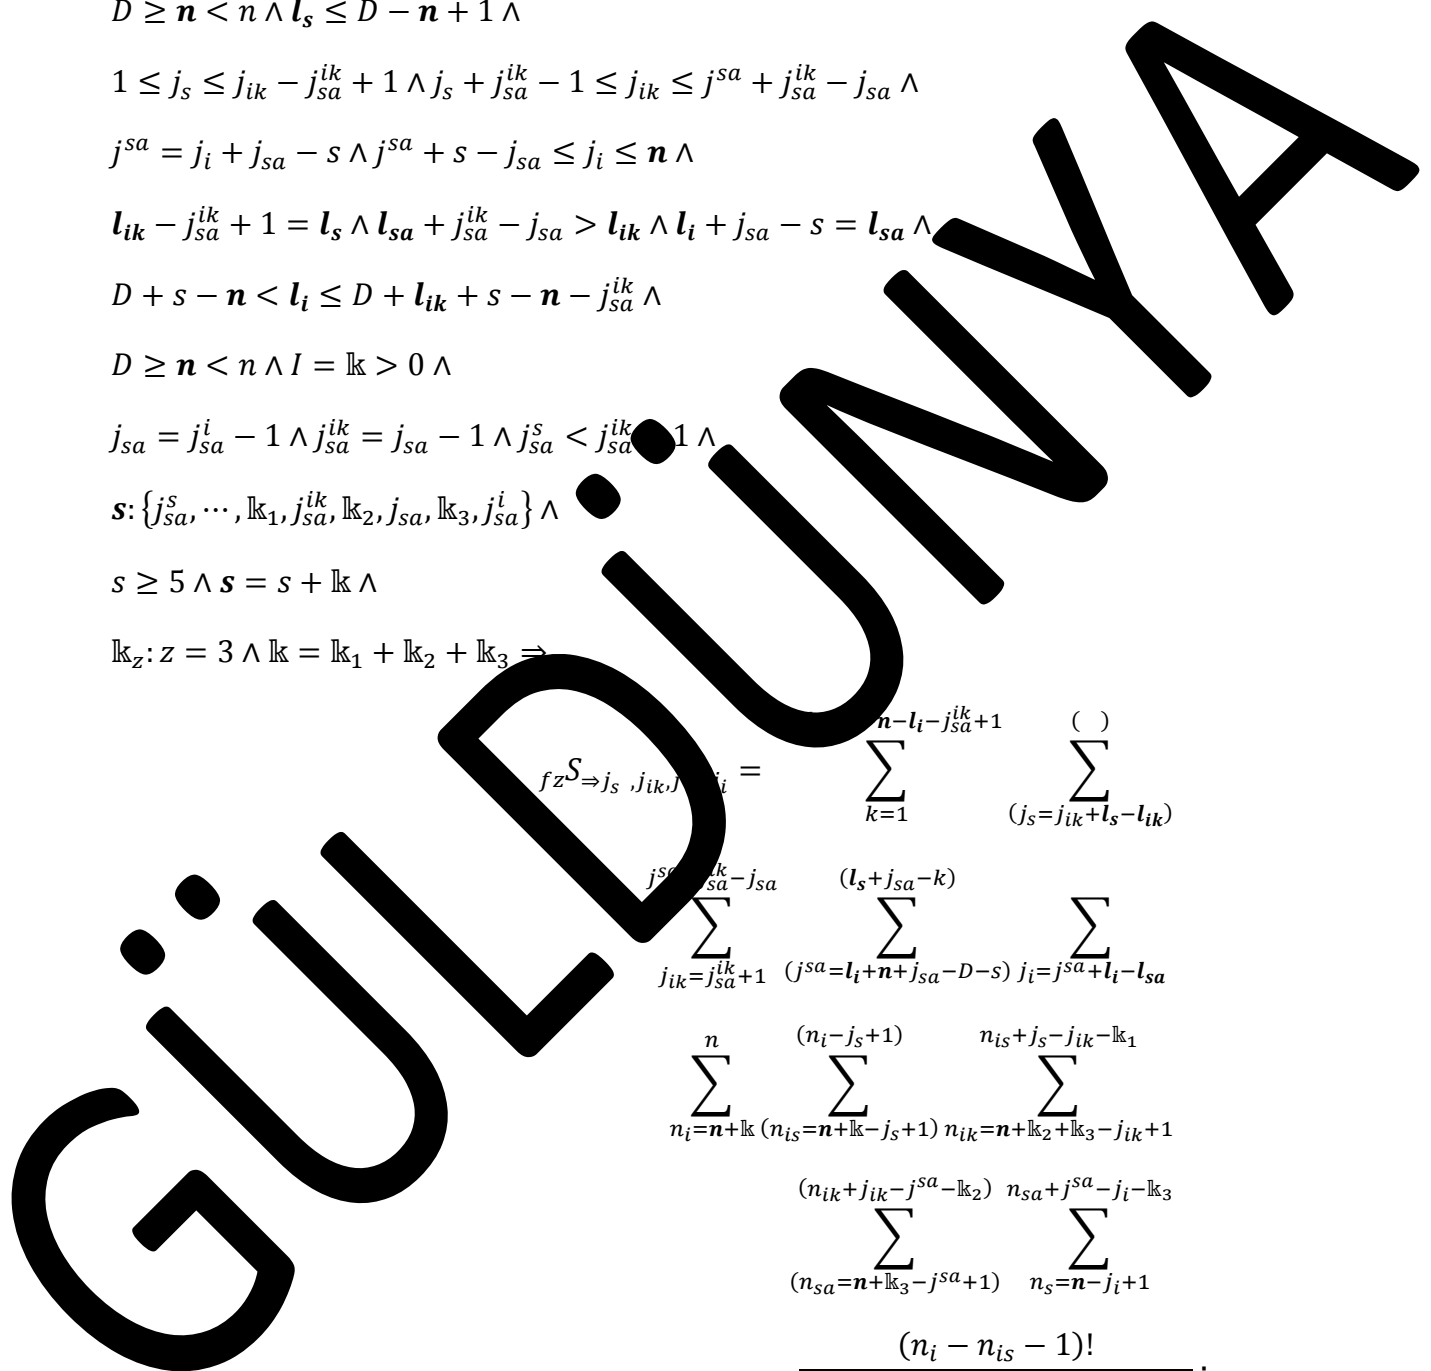 D ≥ n < n ∧ l_s ≤ D − n + 1 ∧
1 ≤ j_s ≤ j_{ik} − j_{sa}^{ik} + 1 ∧ j_s + j_{sa}^{ik} − 1 ≤ j_{ik} ≤ j^{sa} + j_{sa}^{ik} − j_{sa} ∧
j^{sa} = j_i + j_{sa} − s ∧ j^{sa} + s − j_{sa} ≤ j_i ≤ n ∧
l_{ik} − j_{sa}^{ik} + 1 = l_s ∧ l_{sa} + j_{sa}^{ik} − j_{sa} > l_{ik} ∧ l_i + j_{sa} − s = l_{sa} ∧
D + s − n < l_i ≤ D + l_{ik} + s − n − j_{sa}^{ik} ∧
D ≥ n < n ∧ I = 𝕜 > 0 ∧
j_{sa} = j_{sa}^i − 1 ∧ j_{sa}^{ik} = j_{sa} − 1 ∧ j_{sa}^s < j_{sa}^{ik} 1 ∧
s: {j_{sa}^s, ⋯, 𝕜_1, j_{sa}^{ik}, 𝕜_2, j_{sa}, 𝕜_3, j_{sa}^i} ∧
s ≥ 5 ∧ s = s + 𝕜 ∧
𝕜_z: z = 3 ∧ 𝕜 = 𝕜_1 + 𝕜_2 + 𝕜_3 ⇒
_{fz}S_{⇒j_s ,j_{ik}, i} = ∑_{k=1}^{n−l_i−j_{sa}^{ik}+1} ∑_{(j_s=j_{ik}+l_s−l_{ik})}^{( )}
∑_{j_{ik}=j_{sa}^{ik}+1}^{−j_{sa}} ∑_{(j^{sa}=l_i+n+j_{sa}−D−s)}^{(l_s+j_{sa}−k)} ∑_{j_i=j^{sa}+l_i−l_{sa}}
∑_{n_i=n+𝕜}^{n} ∑_{(n_{is}=n+𝕜−j_s+1)}^{(n_i−j_s+1)} ∑_{n_{ik}=n+𝕜_2+𝕜_3−j_{ik}+1}^{n_{is}+j_s−j_{ik}−𝕜_1}
∑_{(n_{sa}=n+𝕜_3−j^{sa}+1)}^{(n_{ik}+j_{ik}−j^{sa}−𝕜_2)} ∑_{n_s=n−j_i+1}^{n_{sa}+j^{sa}−j_i−𝕜_3}
(n_i − n_{is} − 1)! ·
GÜLDÜNYA